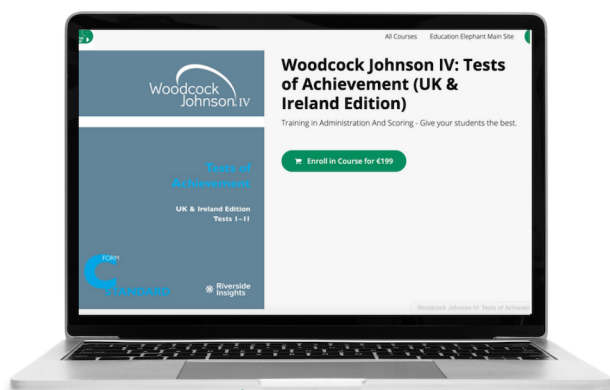 All Courses Education Elephant Main Site
Woodcock
Johnson IV
Tests of
Achievement
UK & Ireland Edition
Tests 1–11
FORM
C
STANDARD
Riverside
Insights
Woodcock Johnson IV: Tests
of Achievement (UK &
Ireland Edition)
Training in Administration And Scoring - Give your students the best.
Enroll in Course for €199
Woodcock Johnson IV: Tests of Achievem